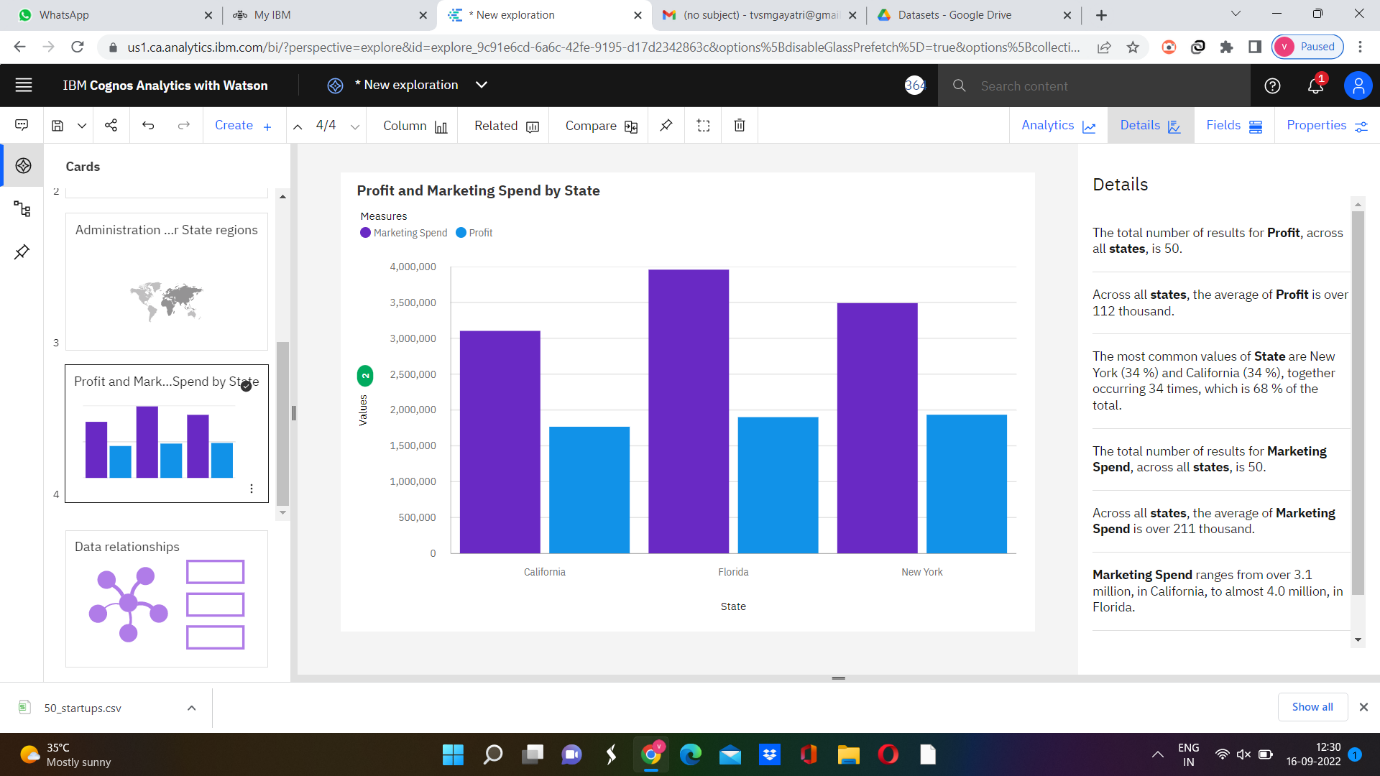 WhatsApp
My IBM
* New exploration
(no subject) - tvsmgayatri@gmai
Datasets - Google Drive
us1.ca.analytics.ibm.com/bi/?perspective=explore&id=explore_9c91e6cd-6a6c-42fe-9195-d17d2342863c&options%5BdisableGlassPrefetch%5D=true&options%5Bcollecti...
V Paused
IBM Cognos Analytics with Watson
* New exploration
364
Search content
1
Create +
4/4
Column
Related
Compare
Analytics
Details
Fields
Properties
Cards
2
Administration ...r State regions
3
Profit and Mark...Spend by State
4
Data relationships
Profit and Marketing Spend by State
Measures
Marketing Spend Profit
4,000,000
3,500,000
3,000,000
2,500,000
2,000,000
1,500,000
1,000,000
500,000
0
Values 2
California Florida New York
State
Details
The total number of results for Profit, across
all states, is 50.
Across all states, the average of Profit is over
112 thousand.
The most common values of State are New
York (34 %) and California (34 %), together
occurring 34 times, which is 68 % of the
total.
The total number of results for Marketing
Spend, across all states, is 50.
Across all states, the average of Marketing
Spend is over 211 thousand.
Marketing Spend ranges from over 3.1
million, in California, to almost 4.0 million, in
Florida.
50_startups.csv
Show all
35°C
Mostly sunny
V
ENG
IN
12:30
16-09-2022
1